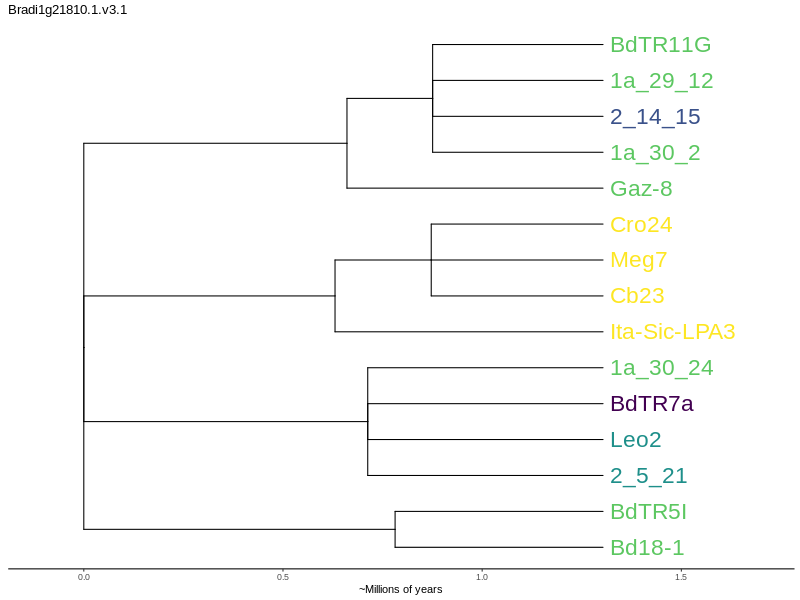 Bradi1g21810.1.v3.1
BdTR11G
1a_29_12
2_14_15
1a_30_2
Gaz-8
Cro24
Meg7
Cb23
Ita-Sic-LPA3
1a_30_24
BdTR7a
Leo2
2_5_21
BdTR5I
Bd18-1
0.0 0.5 1.0 1.5
~Millions of years